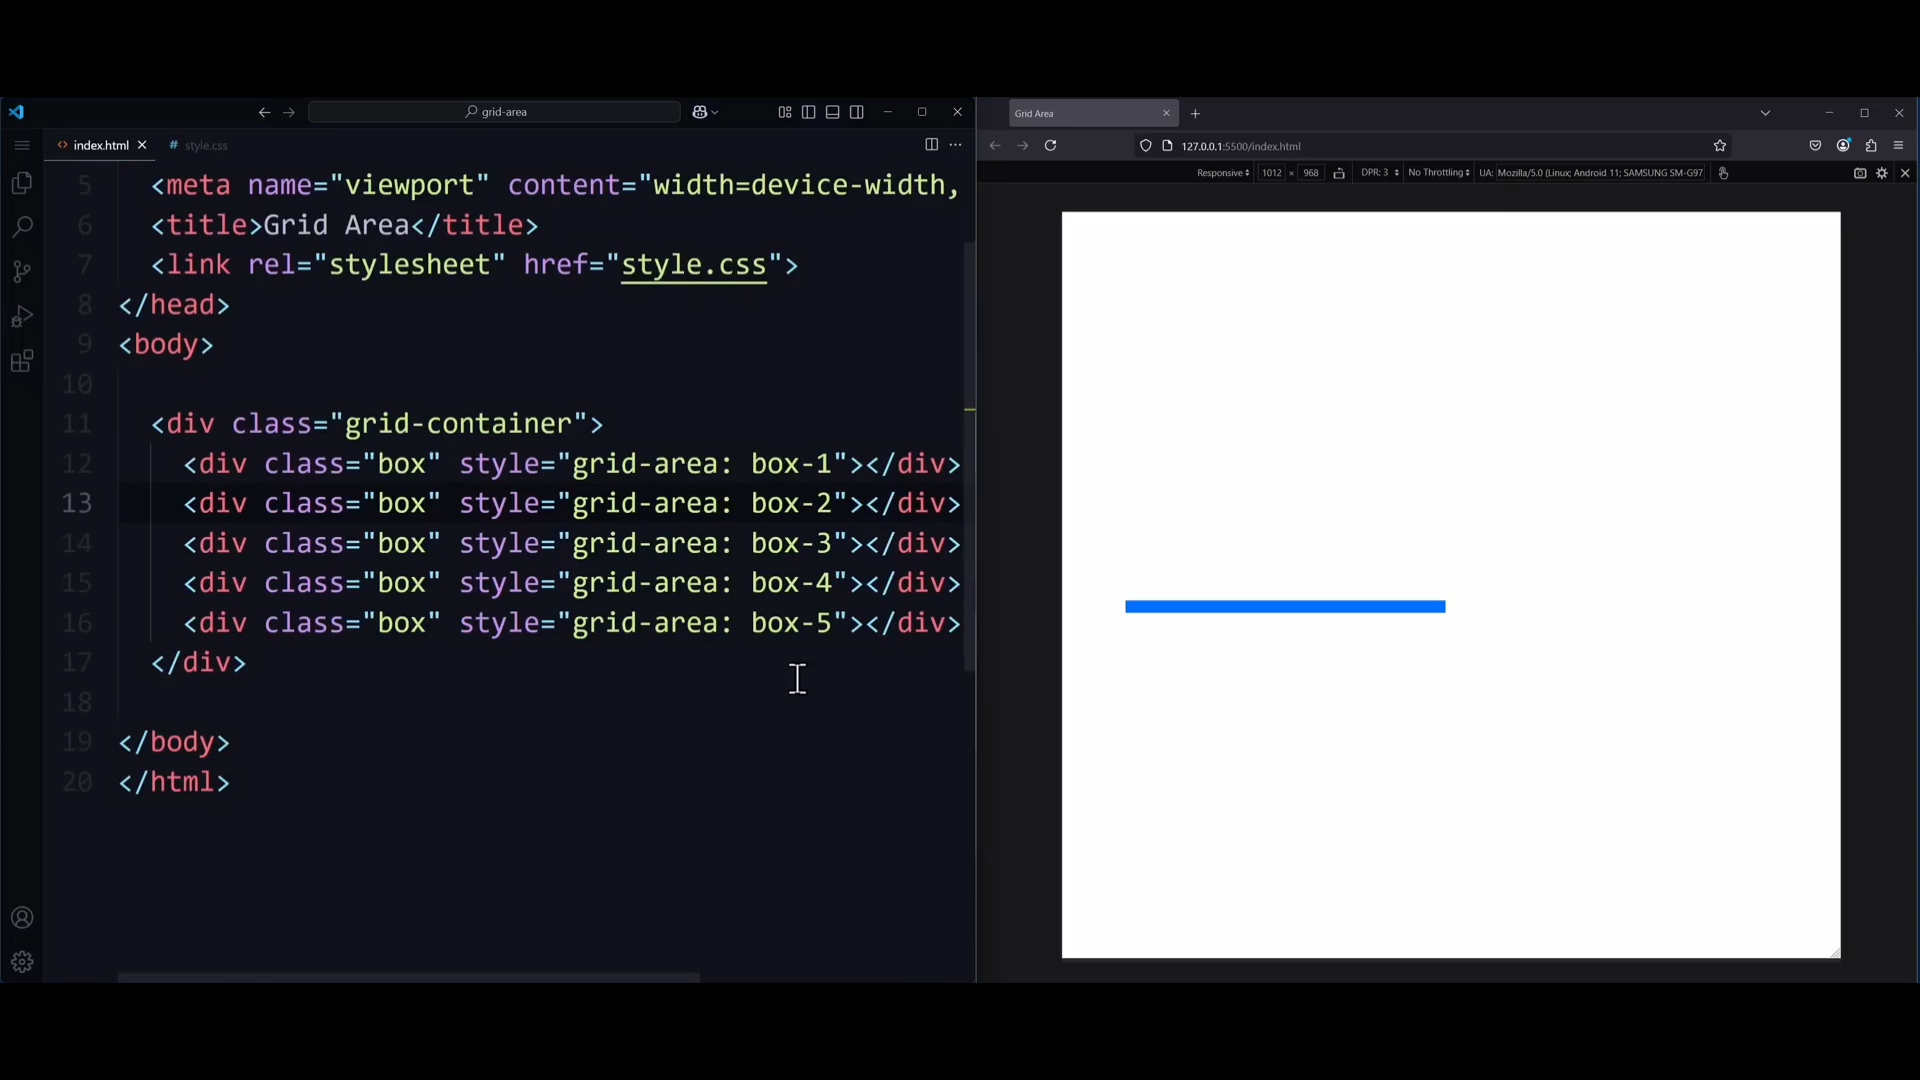 grid-area
index.html
# style.css
5 <meta name="viewport" content="width=device-width,
6 <title>Grid Area</title>
7 <link rel="stylesheet" href="style.css">
8 </head>
9 <body>
10
11 <div class="grid-container">
12 <div class="box" style="grid-area: box-1"></div>
13 <div class="box" style="grid-area: box-2"></div>
14 <div class="box" style="grid-area: box-3"></div>
15 <div class="box" style="grid-area: box-4"></div>
16 <div class="box" style="grid-area: box-5"></div>
17 </div>
18
19 </body>
20 </html>
Grid Area
127.0.0.1:5500/index.html
Responsive 1012 × 968 DPR: 3 No Throttling UA: Mozilla/5.0 (Linux; Android 11; SAMSUNG SM-G97